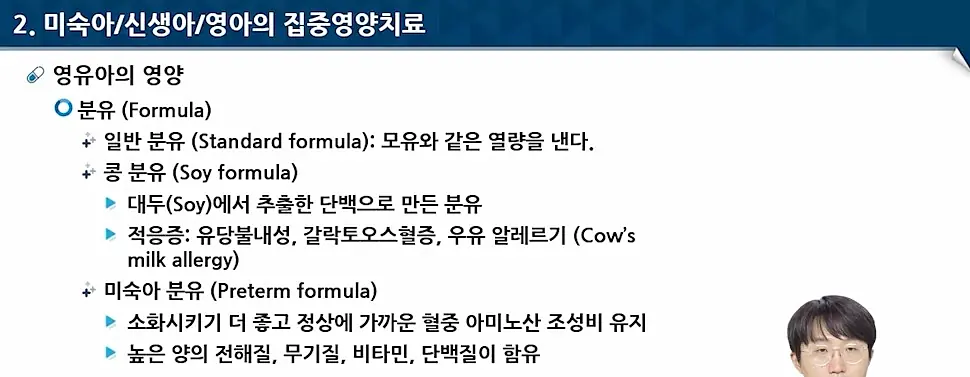 2. 미숙아/신생아/영아의 집중영양치료
영유아의 영양
분유 (Formula)
일반 분유 (Standard formula): 모유와 같은 열량을 낸다.
콩 분유 (Soy formula)
대두(Soy)에서 추출한 단백으로 만든 분유
적응증: 유당불내성, 갈락토오스혈증, 우유 알레르기 (Cow's
milk allergy)
미숙아 분유 (Preterm formula)
소화시키기 더 좋고 정상에 가까운 혈중 아미노산 조성비 유지
높은 양의 전해질, 무기질, 비타민, 단백질이 함유